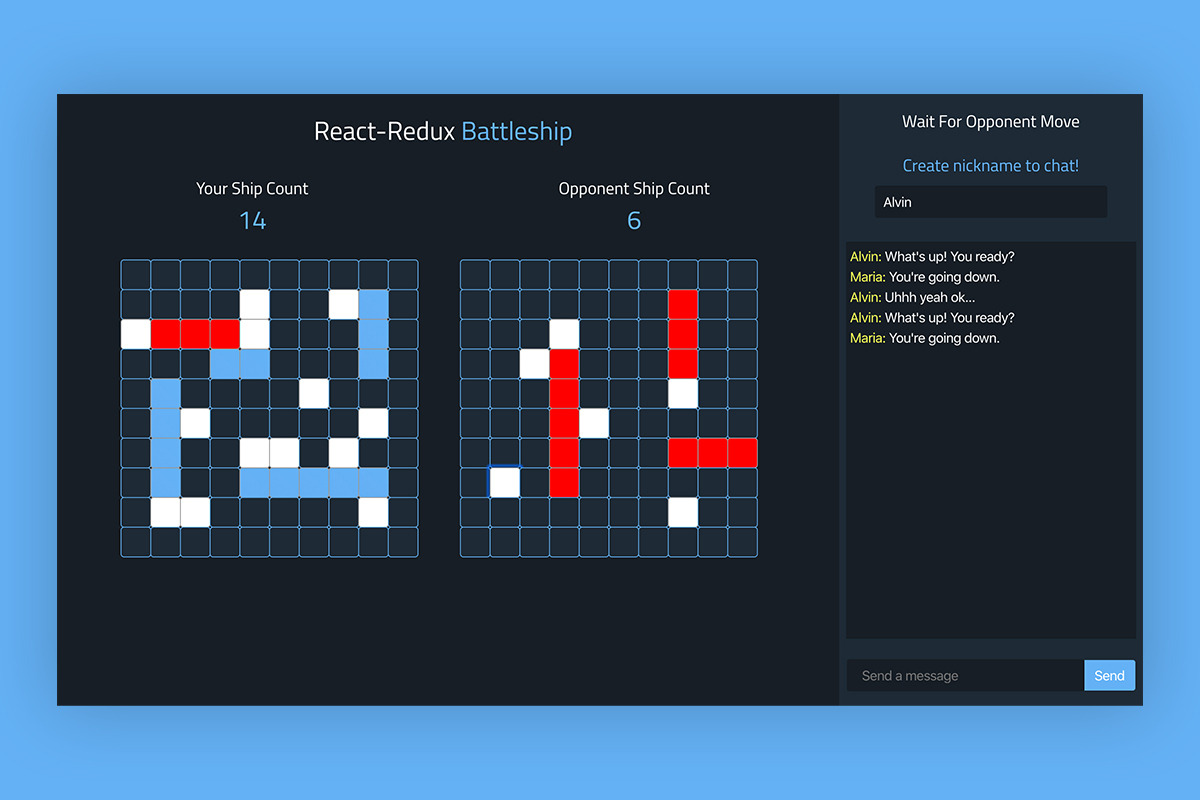 React-Redux Battleship
Your Ship Count
14
Opponent Ship Count
6
Wait For Opponent Move
Create nickname to chat!
Alvin
Alvin: What's up! You ready?
Maria: You're going down.
Alvin: Uhhh yeah ok...
Alvin: What's up! You ready?
Maria: You're going down.
Send a message
Send